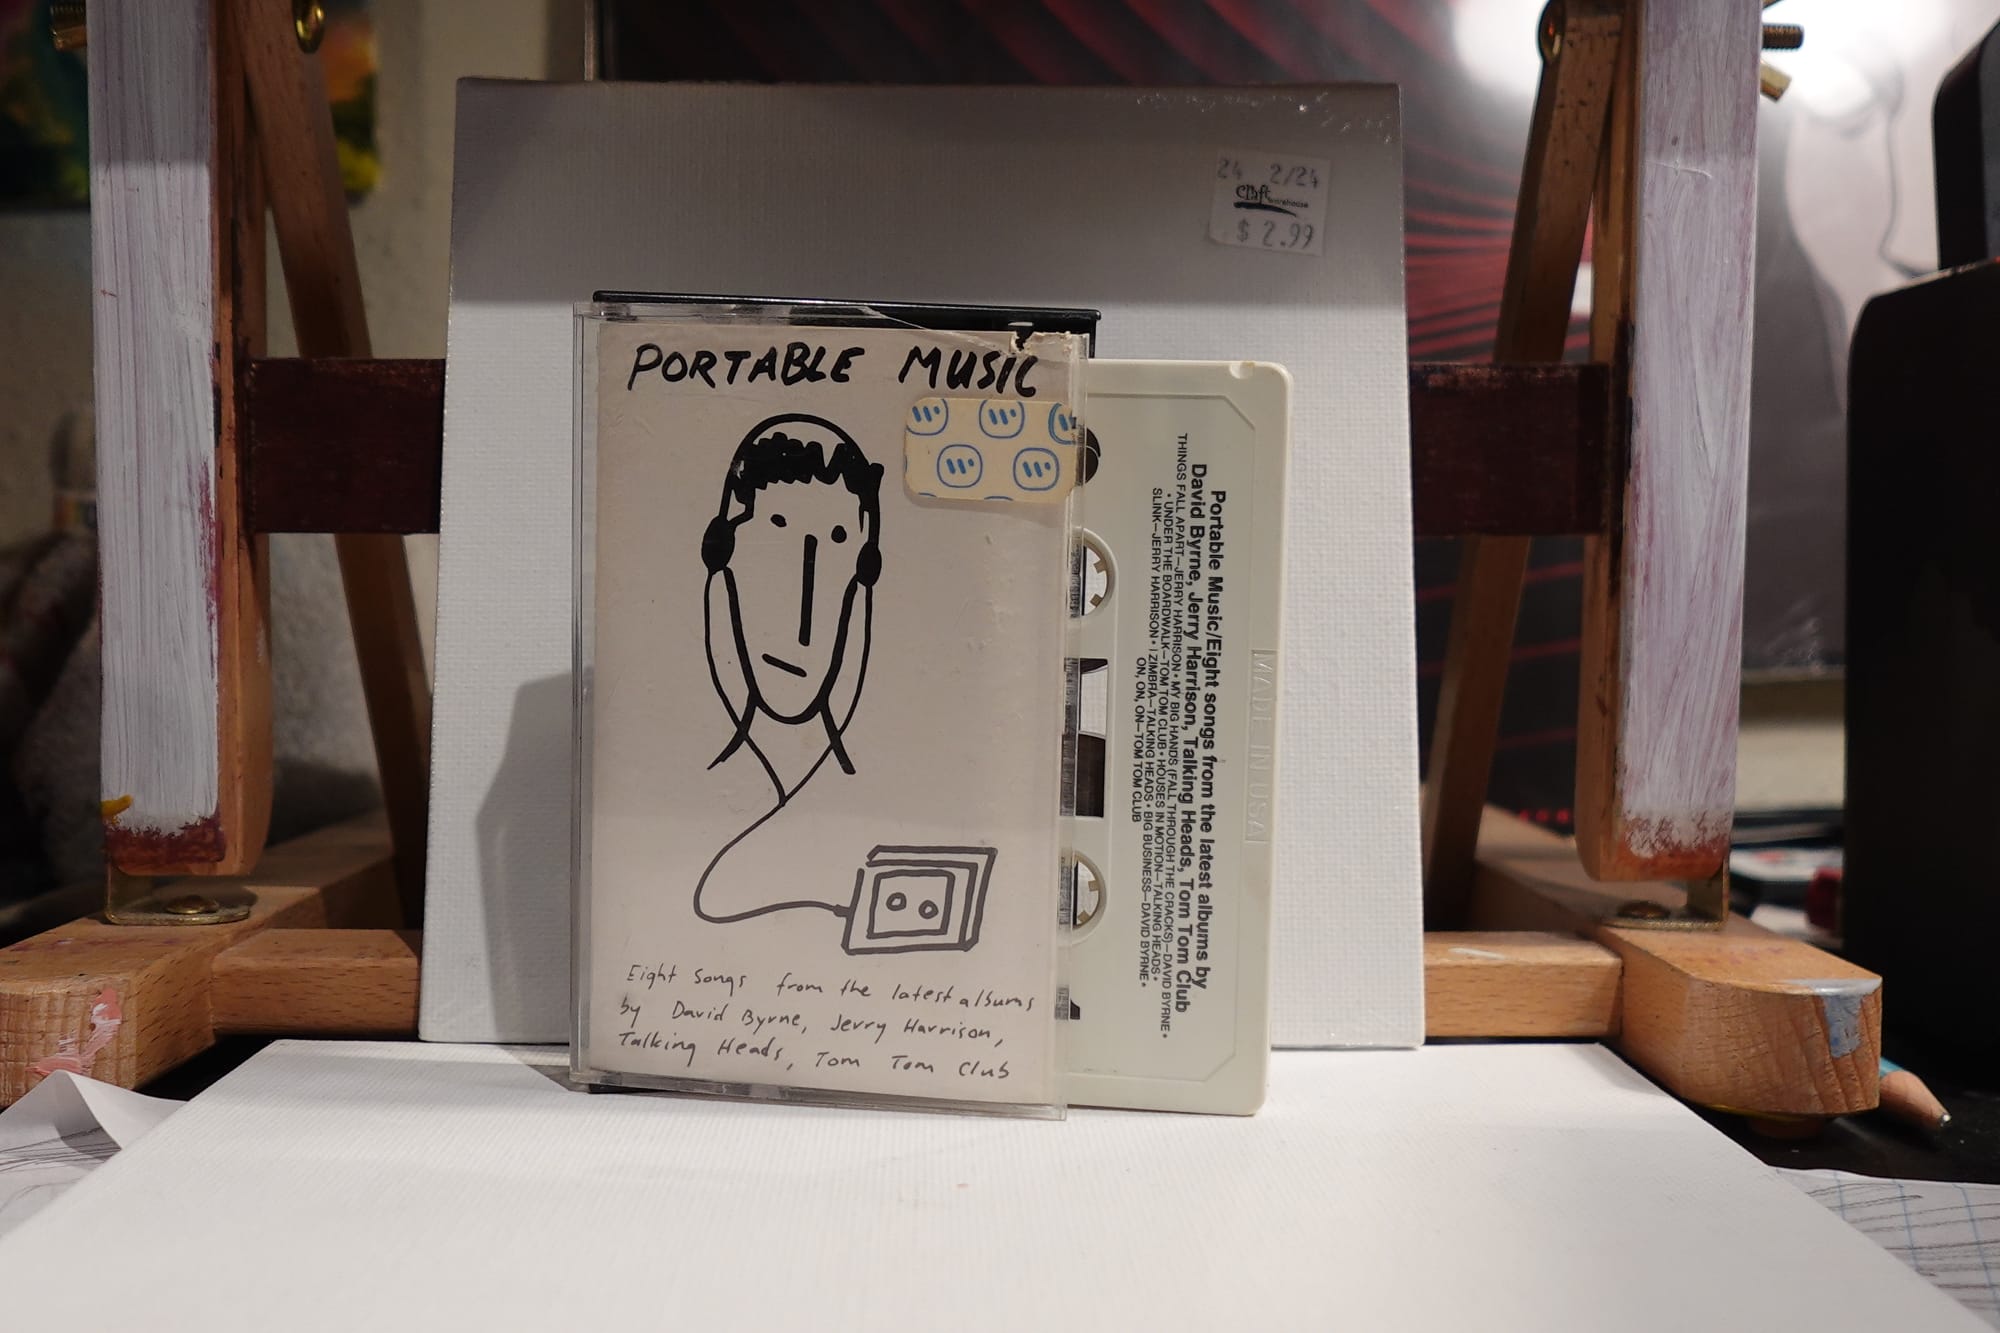 24 2/24
craft
warehouse
$ 2.99
PORTABLE MUSIC
Eight Songs from the latest albums
by David Byrne, Jerry Harrison,
Talking Heads, Tom Tom Club
Portable Music/Eight songs from the latest albums by
David Byrne, Jerry Harrison, Talking Heads, Tom Tom Club
THINGS FALL APART—JERRY HARRISON • MY BIG HANDS (FALL THROUGH THE CRACKS)—DAVID BYRNE •
• UNDER THE BOARDWALK—TOM TOM CLUB • HOUSES IN MOTION—TALKING HEADS •
SLINK—JERRY HARRISON • I ZIMBRA—TALKING HEADS • BIG BUSINESS—DAVID BYRNE •
ON, ON, ON, ON—TOM TOM CLUB
MADE IN USA